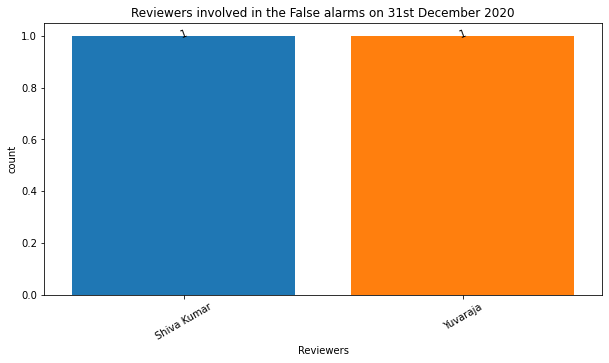 Reviewers involved in the False alarms on 31st December 2020
count
1.0
0.8
0.6
0.4
0.2
0.0
1
1
Shiva Kumar
Yuvaraja
Reviewers